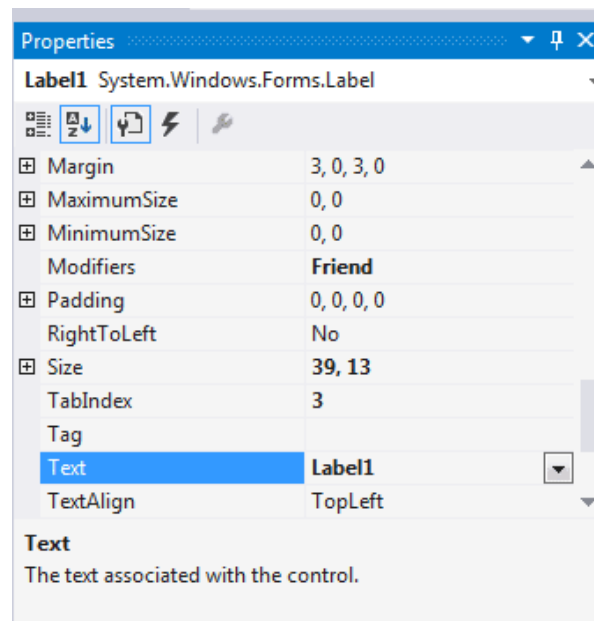 Properties
Label1 System.Windows.Forms.Label
Margin 3, 0, 3, 0
MaximumSize 0, 0
MinimumSize 0, 0
Modifiers Friend
Padding 0, 0, 0, 0
RightToLeft No
Size 39, 13
TabIndex 3
Tag
Text Label1
TextAlign TopLeft
Text
The text associated with the control.